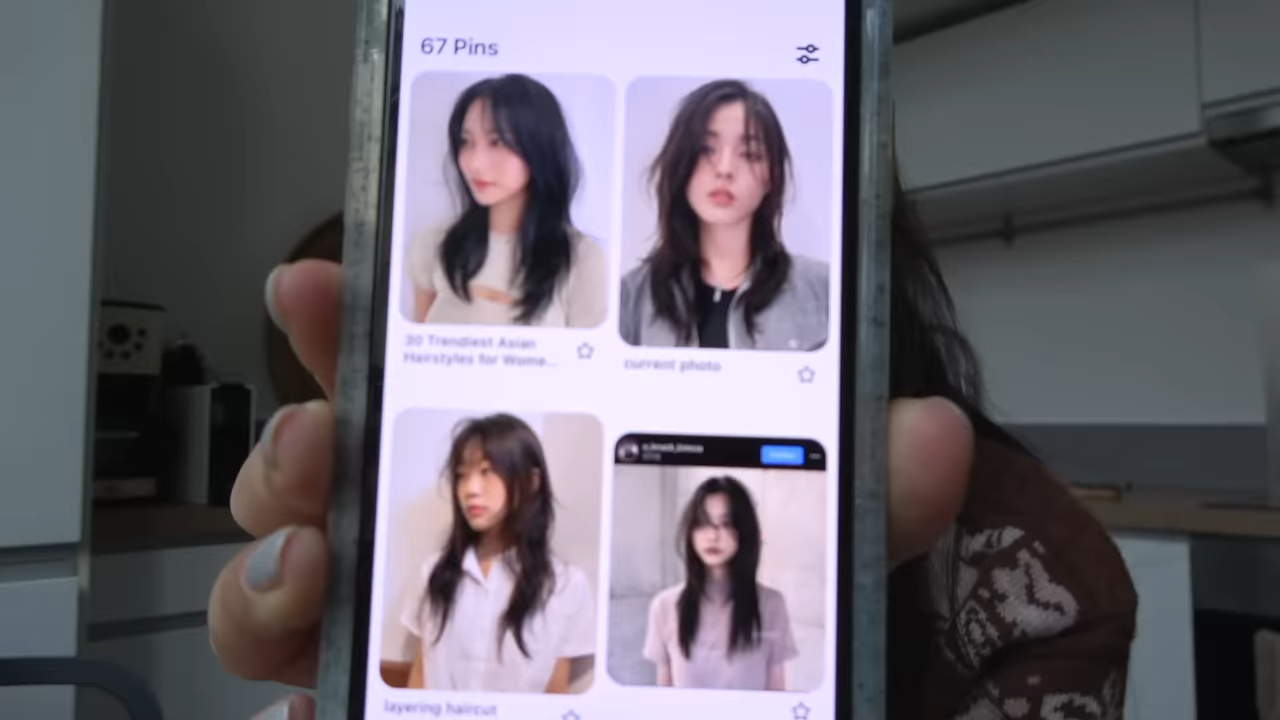 67 Pins
30 Trendiest Asian
Hairstyles for Wome...
current photo
layering haircut